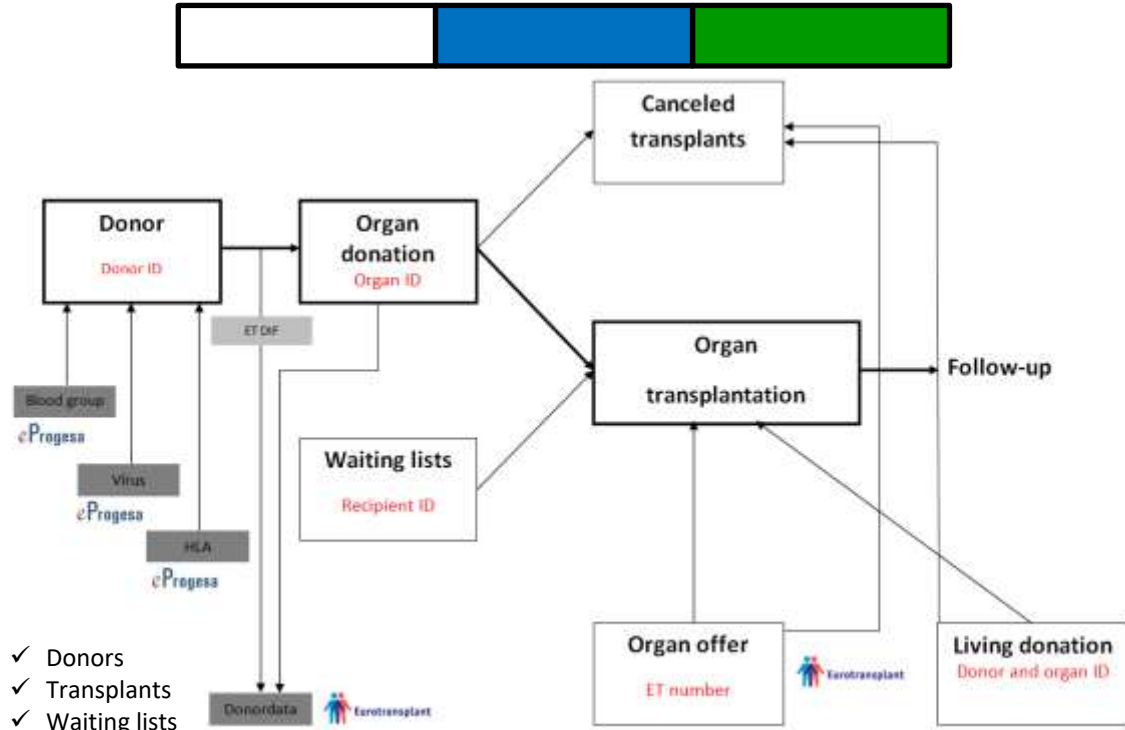 Canceled
transplants
Donor
Donor ID
Organ
donation
Organ ID
ET DIF
Organ
transplantation
Follow-up
Blood group
eProgesa
Virus
eProgesa
HLA
eProgesa
Waiting lists
Recipient ID
Organ offer
ET number
Eurotransplant
Living donation
Donor and organ ID
✓ Donors
✓ Transplants
✓ Waiting lists
Donordata
Eurotransplant